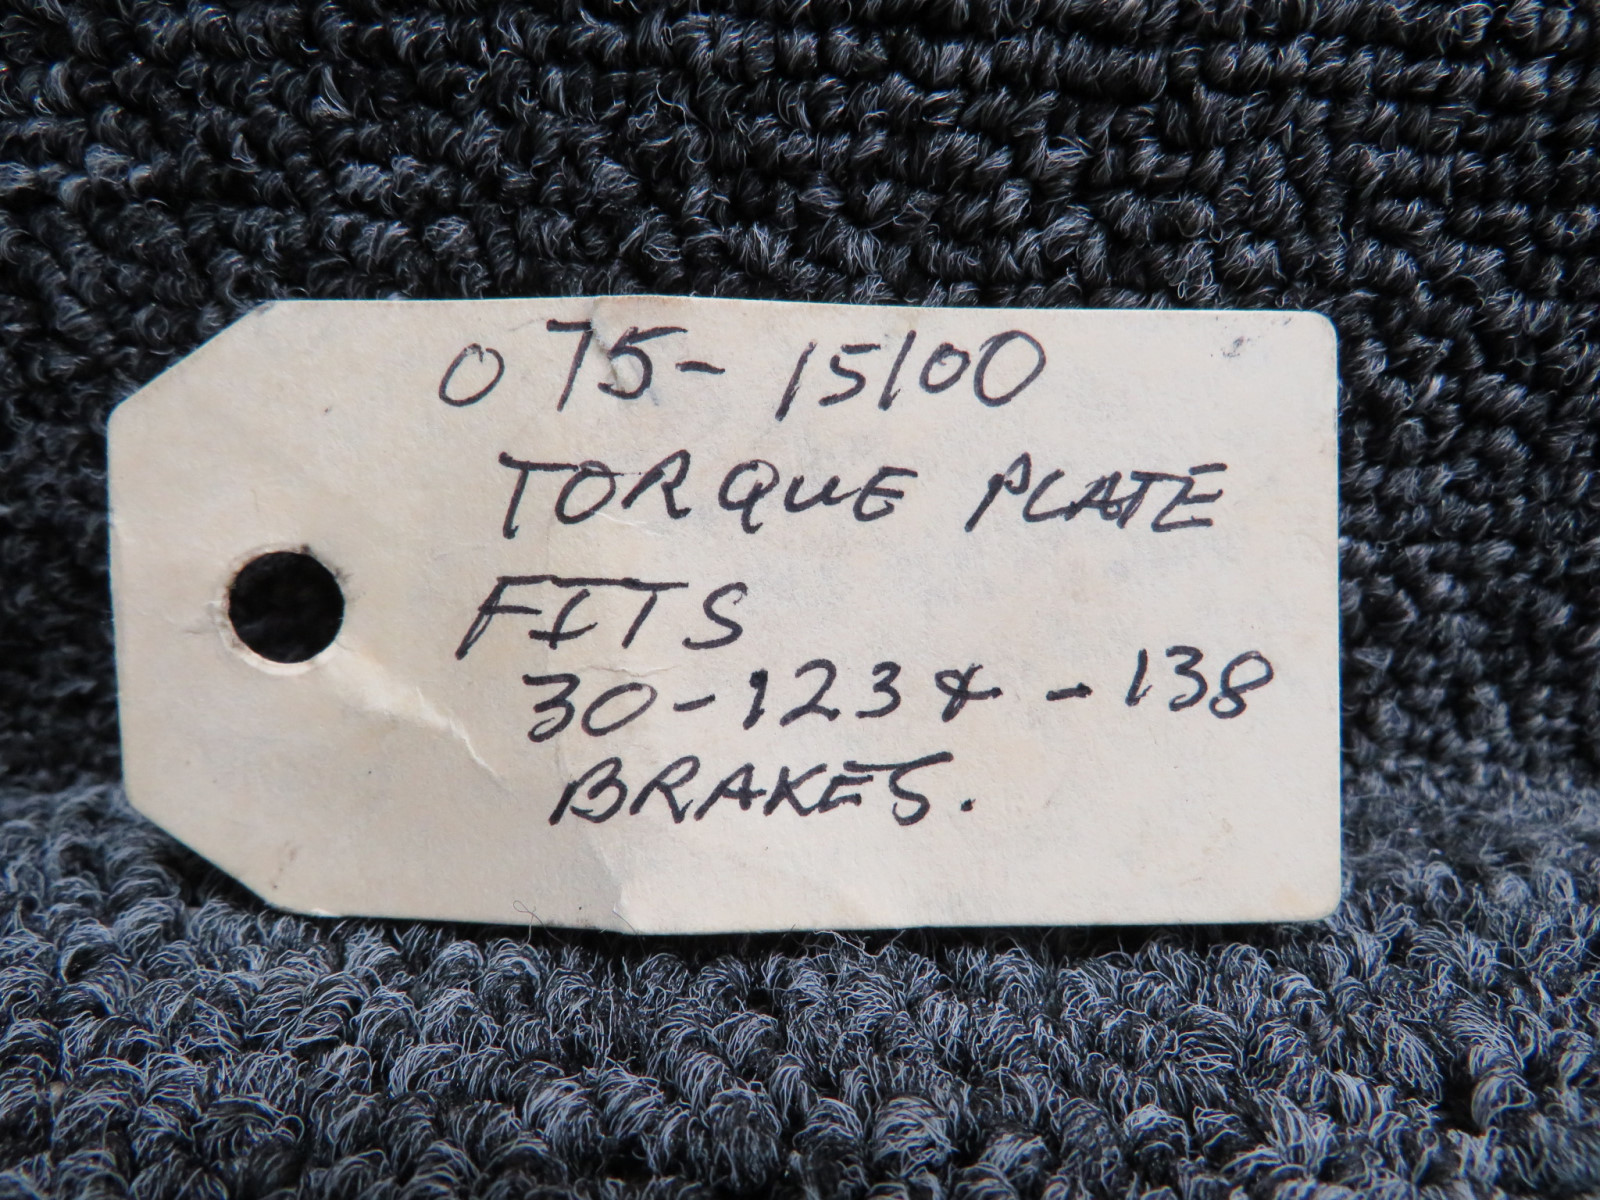 075-15100
TORQUE PLATE
FITS
30-123 & -138
BRAKES.